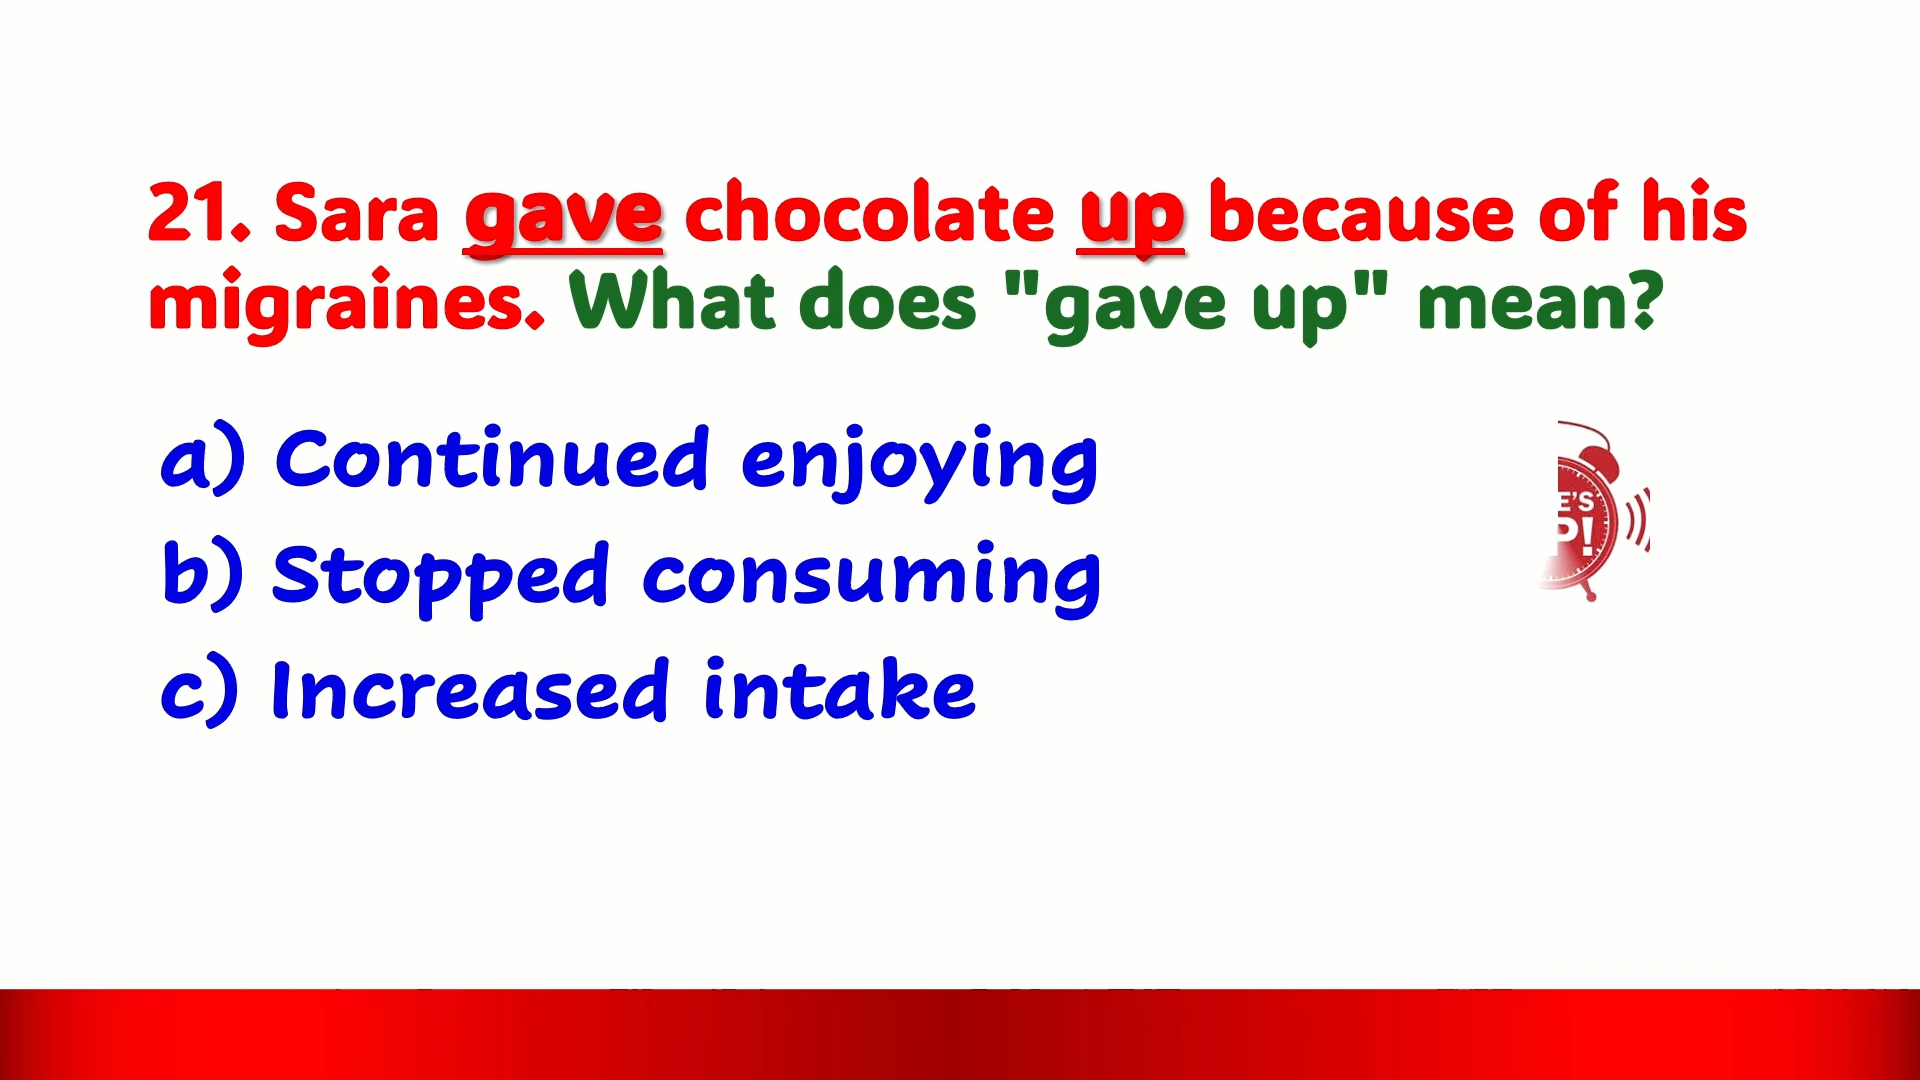 21. Sara gave chocolate up because of his
migraines. What does "gave up" mean?
a) Continued enjoying
b) Stopped consuming
c) Increased intake
E'S
P!